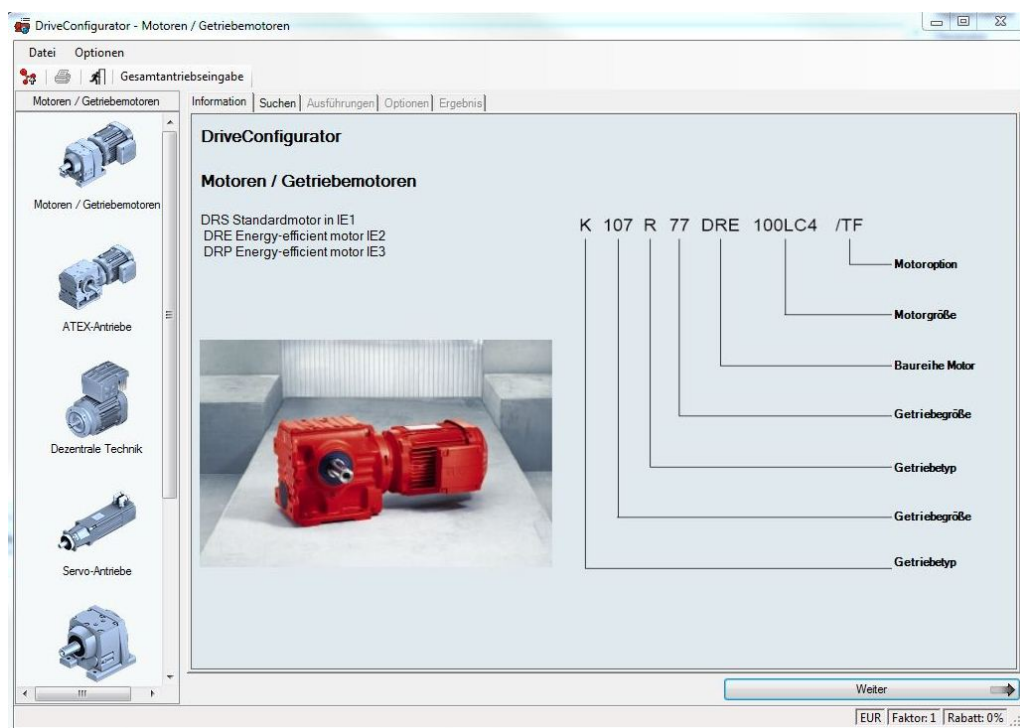 DriveConfigurator - Motoren / Getriebemotoren
Datei Optionen
Gesamtantriebseingabe
Motoren / Getriebemotoren
Information Suchen Ausführungen Optionen Ergebnis
Motoren / Getriebemotoren
ATEX-Antriebe
Dezentrale Technik
Servo-Antriebe
DriveConfigurator
Motoren / Getriebemotoren
DRS Standardmotor in IE1
DRE Energy-efficient motor IE2
DRP Energy-efficient motor IE3
K 107 R 77 DRE 100LC4 /TF
Motoroption
Motorgröße
Baureihe Motor
Getriebegröße
Getriebetyp
Getriebegröße
Getriebetyp
Weiter
EUR Faktor: 1 Rabatt: 0%